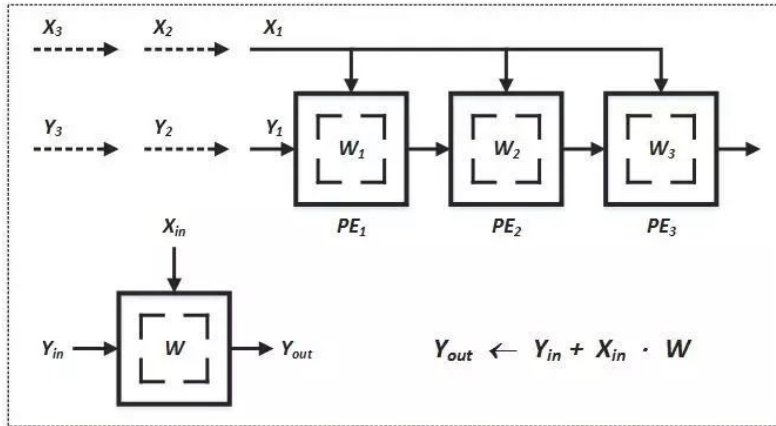 X3 X2 X1
Y3 Y2 Y1 W1 W2 W3
PE1 PE2 PE3
Xin
Yin W Yout
Yout ← Yin + Xin · W